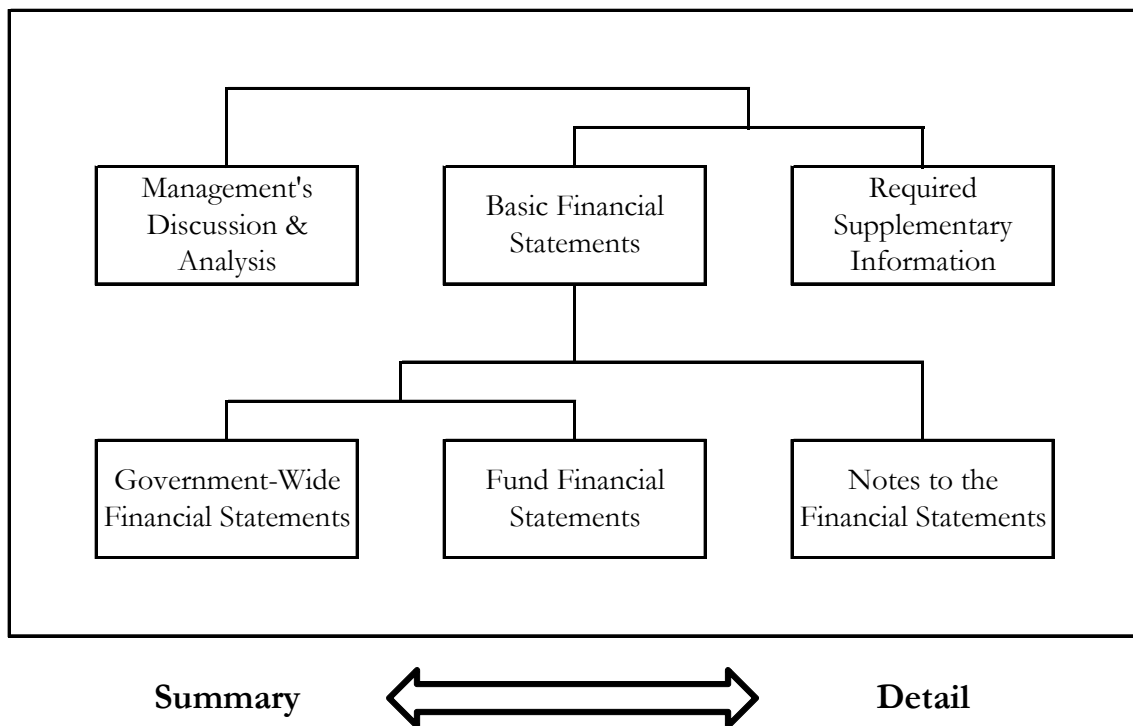 Management's
Discussion &
Analysis
Basic Financial
Statements
Required
Supplementary
Information
Government-Wide
Financial Statements
Fund Financial
Statements
Notes to the
Financial Statements
Summary
Detail